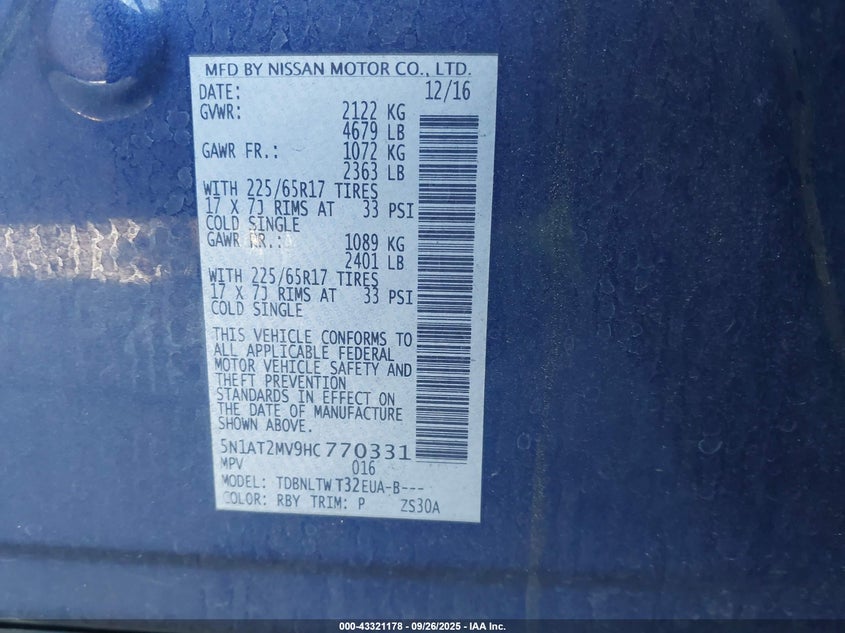 MFD BY NISSAN MOTOR CO., LTD.
DATE: 12/16
GVWR: 2122 KG
4679 LB
GAWR FR.: 1072 KG
2363 LB
WITH 225/65R17 TIRES
17 X 7J RIMS AT 33 PSI
COLD SINGLE
GAWR RR.: 1089 KG
2401 LB
WITH 225/65R17 TIRES
17 X 7J RIMS AT 33 PSI
COLD SINGLE
THIS VEHICLE CONFORMS TO
ALL APPLICABLE FEDERAL
MOTOR VEHICLE SAFETY AND
THEFT PREVENTION
STANDARDS IN EFFECT ON
THE DATE OF MANUFACTURE
SHOWN ABOVE.
5N1AT2MV9HC770331
MPV 016
MODEL: TDBNLTW T32EUA-B---
COLOR: RBY TRIM: P ZS30A
000-43321178 - 09/26/2025 - IAA Inc.